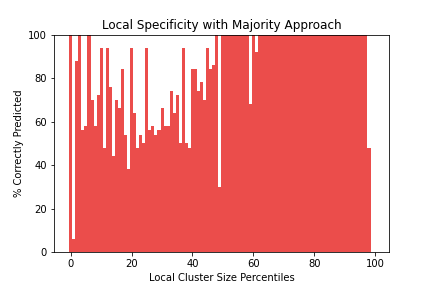 Local Specificity with Majority Approach
100
80
60
40
20
0
% Correctly Predicted
0 20 40 60 80 100
Local Cluster Size Percentiles